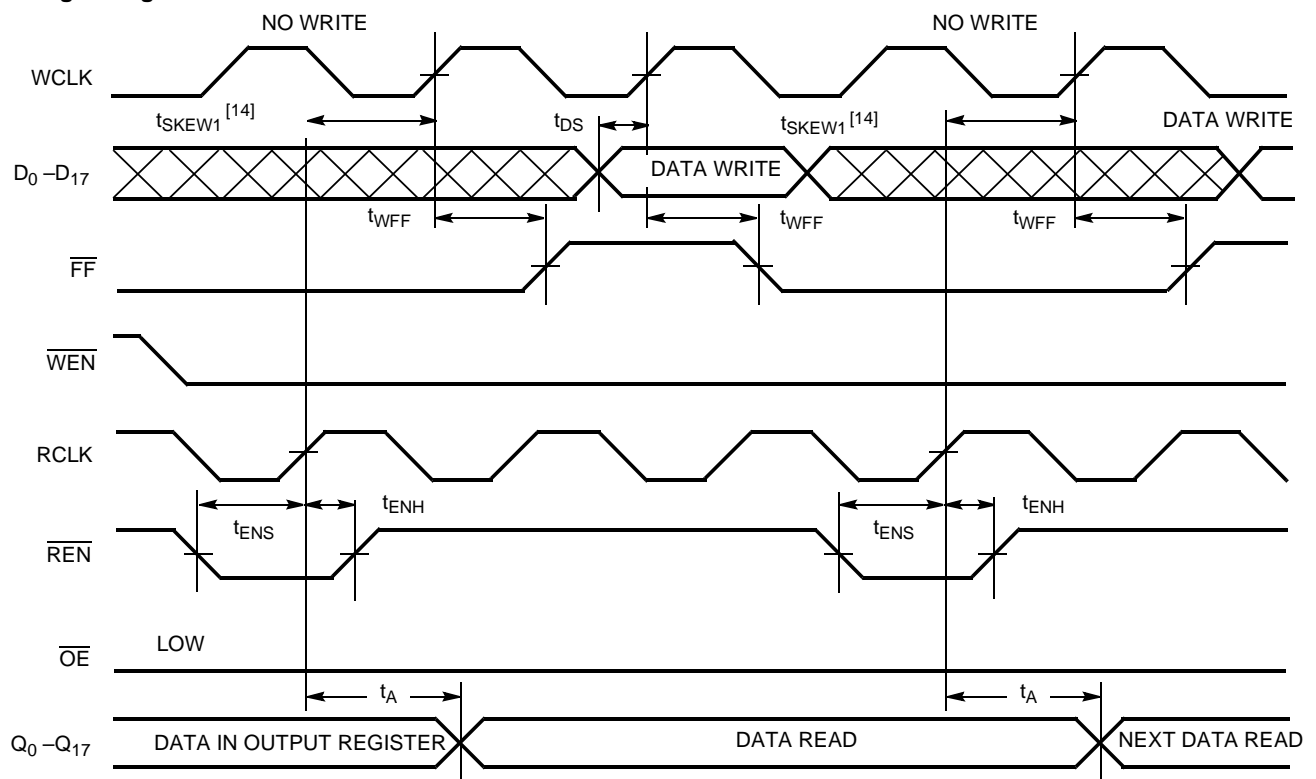 NO WRITE NO WRITE
WCLK
tSKEW1 [14] tDS tSKEW1 [14] DATA WRITE
D0 –D17 DATA WRITE
tWFF tWFF tWFF
FF
WEN
RCLK
tENS tENH tENS tENH
REN
LOW
OE
tA tA
Q0 –Q17 DATA IN OUTPUT REGISTER DATA READ NEXT DATA READ